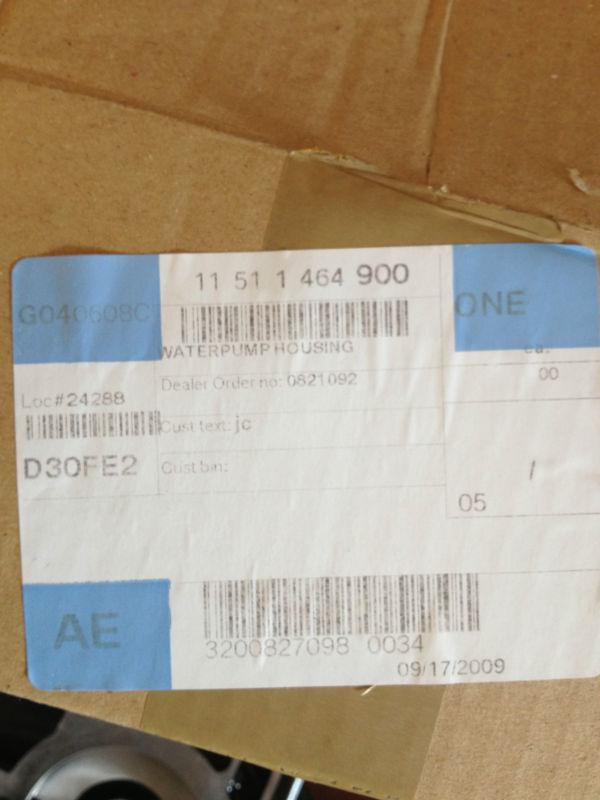 11 51 1 464 900
G040608C
ONE
WATERPUMP HOUSING
ea.
Dealer Order no: 0821092
00
Loc# 24288
Cust text: jc
D30FE2
Cust bin:
/
05
AE
3200827098 0034
09/17/2009